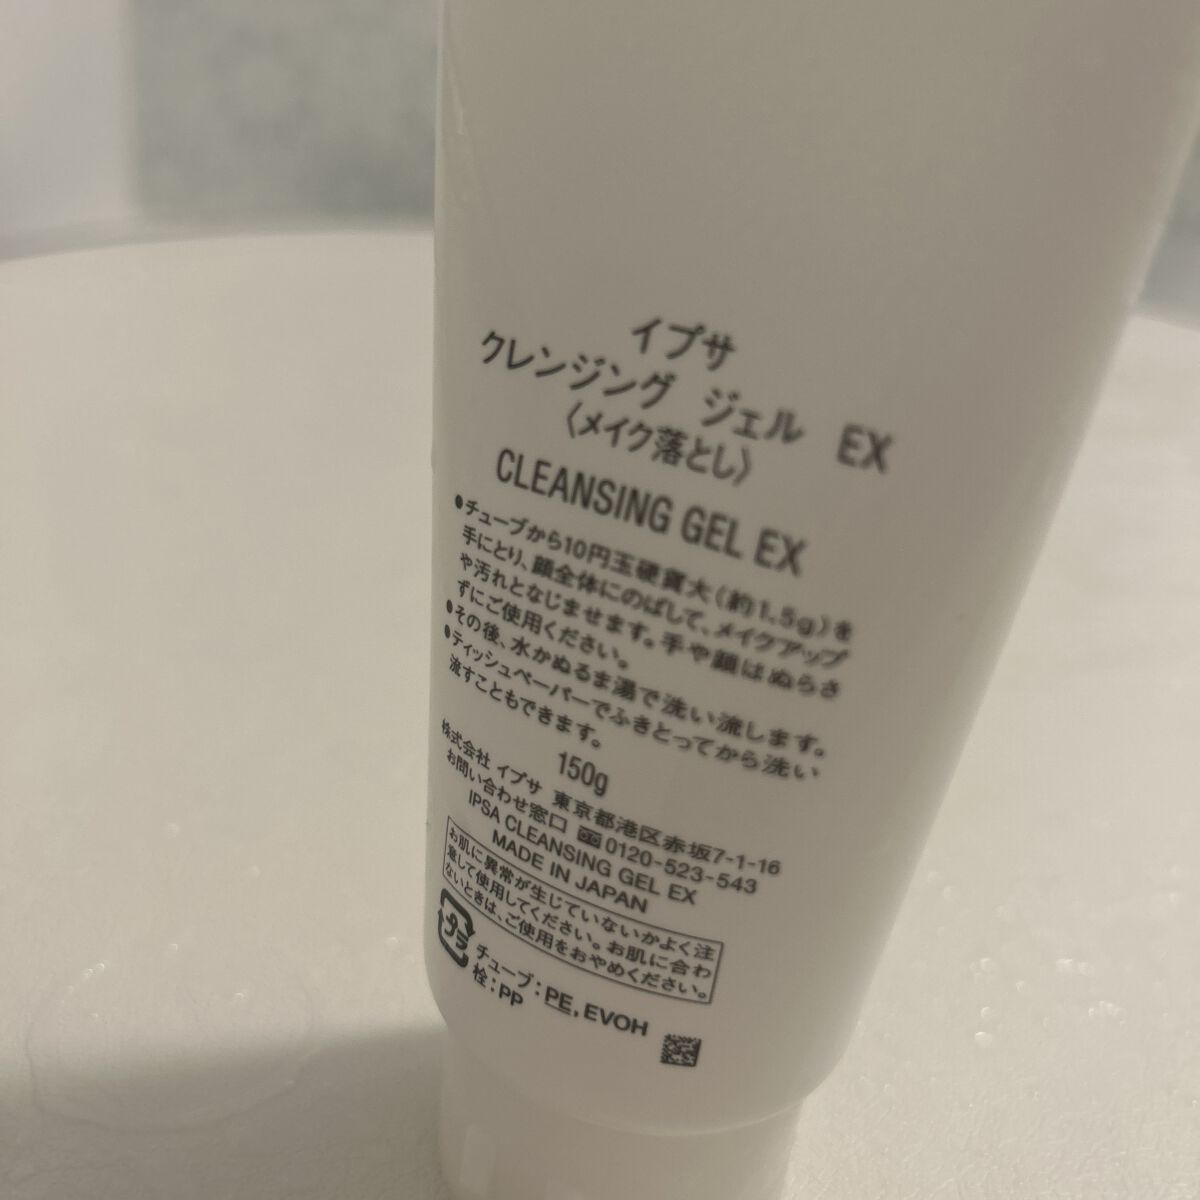 イプサ
クレンジング ジェル EX
〈メイク落とし〉
CLEANSING GEL EX
●チューブから10円玉硬貨大（約1.5g）を
手にとり、顔全体にのばして、メイクアップ
や汚れとなじませます。手や顔はぬらさ
ずにご使用ください。
●その後、水かぬるま湯で洗い流します。
●ティッシュペーパーでふきとってから洗い
流すこともできます。
150g
株式会社 イプサ 東京都港区赤坂7-1-16
お問い合わせ窓口 0120-523-543
IPSA CLEANSING GEL EX
MADE IN JAPAN
お肌に異常が生じていないかよく注
意して使用してください。お肌に合わ
ないときは、ご使用をおやめください。
プラ
チューブ：PE, EVOH
栓：PP